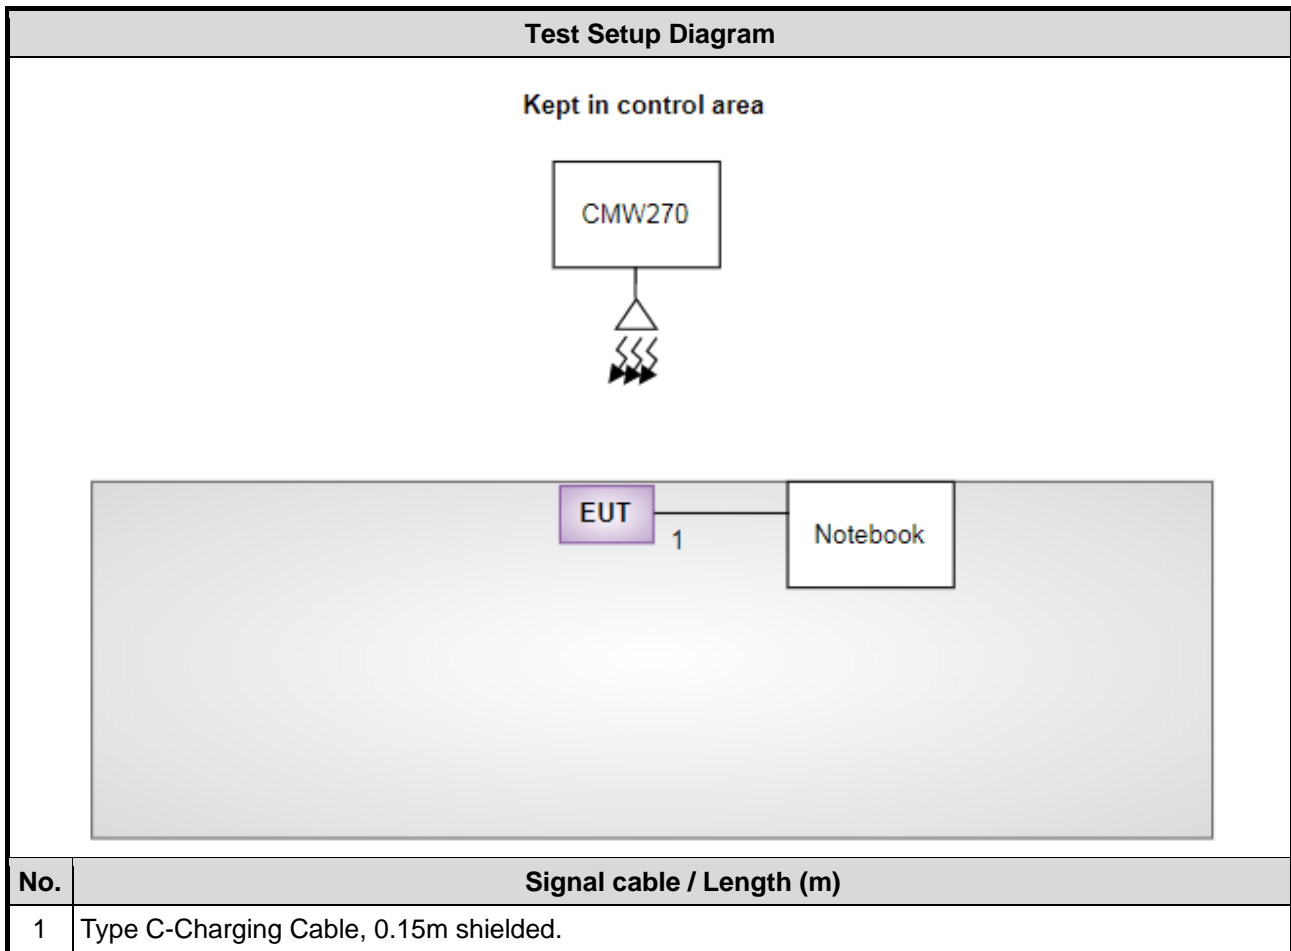 Test Setup Diagram
Kept in control area
CMW270
EUT
1
Notebook
No. Signal cable / Length (m)
1 Type C-Charging Cable, 0.15m shielded.